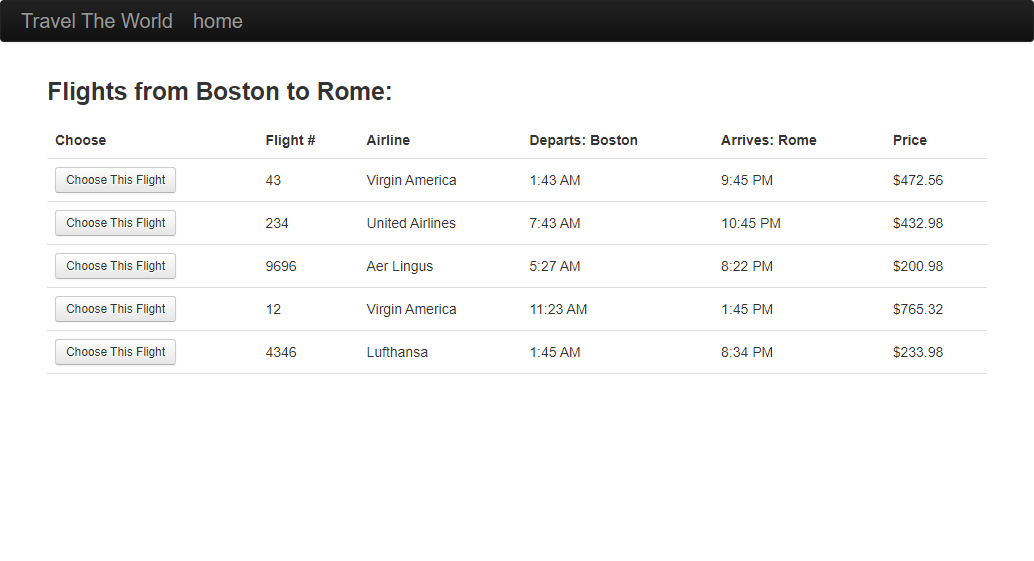 Travel The World home
Flights from Boston to Rome:
Choose Flight # Airline Departs: Boston Arrives: Rome Price
Choose This Flight 43 Virgin America 1:43 AM 9:45 PM $472.56
Choose This Flight 234 United Airlines 7:43 AM 10:45 PM $432.98
Choose This Flight 9696 Aer Lingus 5:27 AM 8:22 PM $200.98
Choose This Flight 12 Virgin America 11:23 AM 1:45 PM $765.32
Choose This Flight 4346 Lufthansa 1:45 AM 8:34 PM $233.98